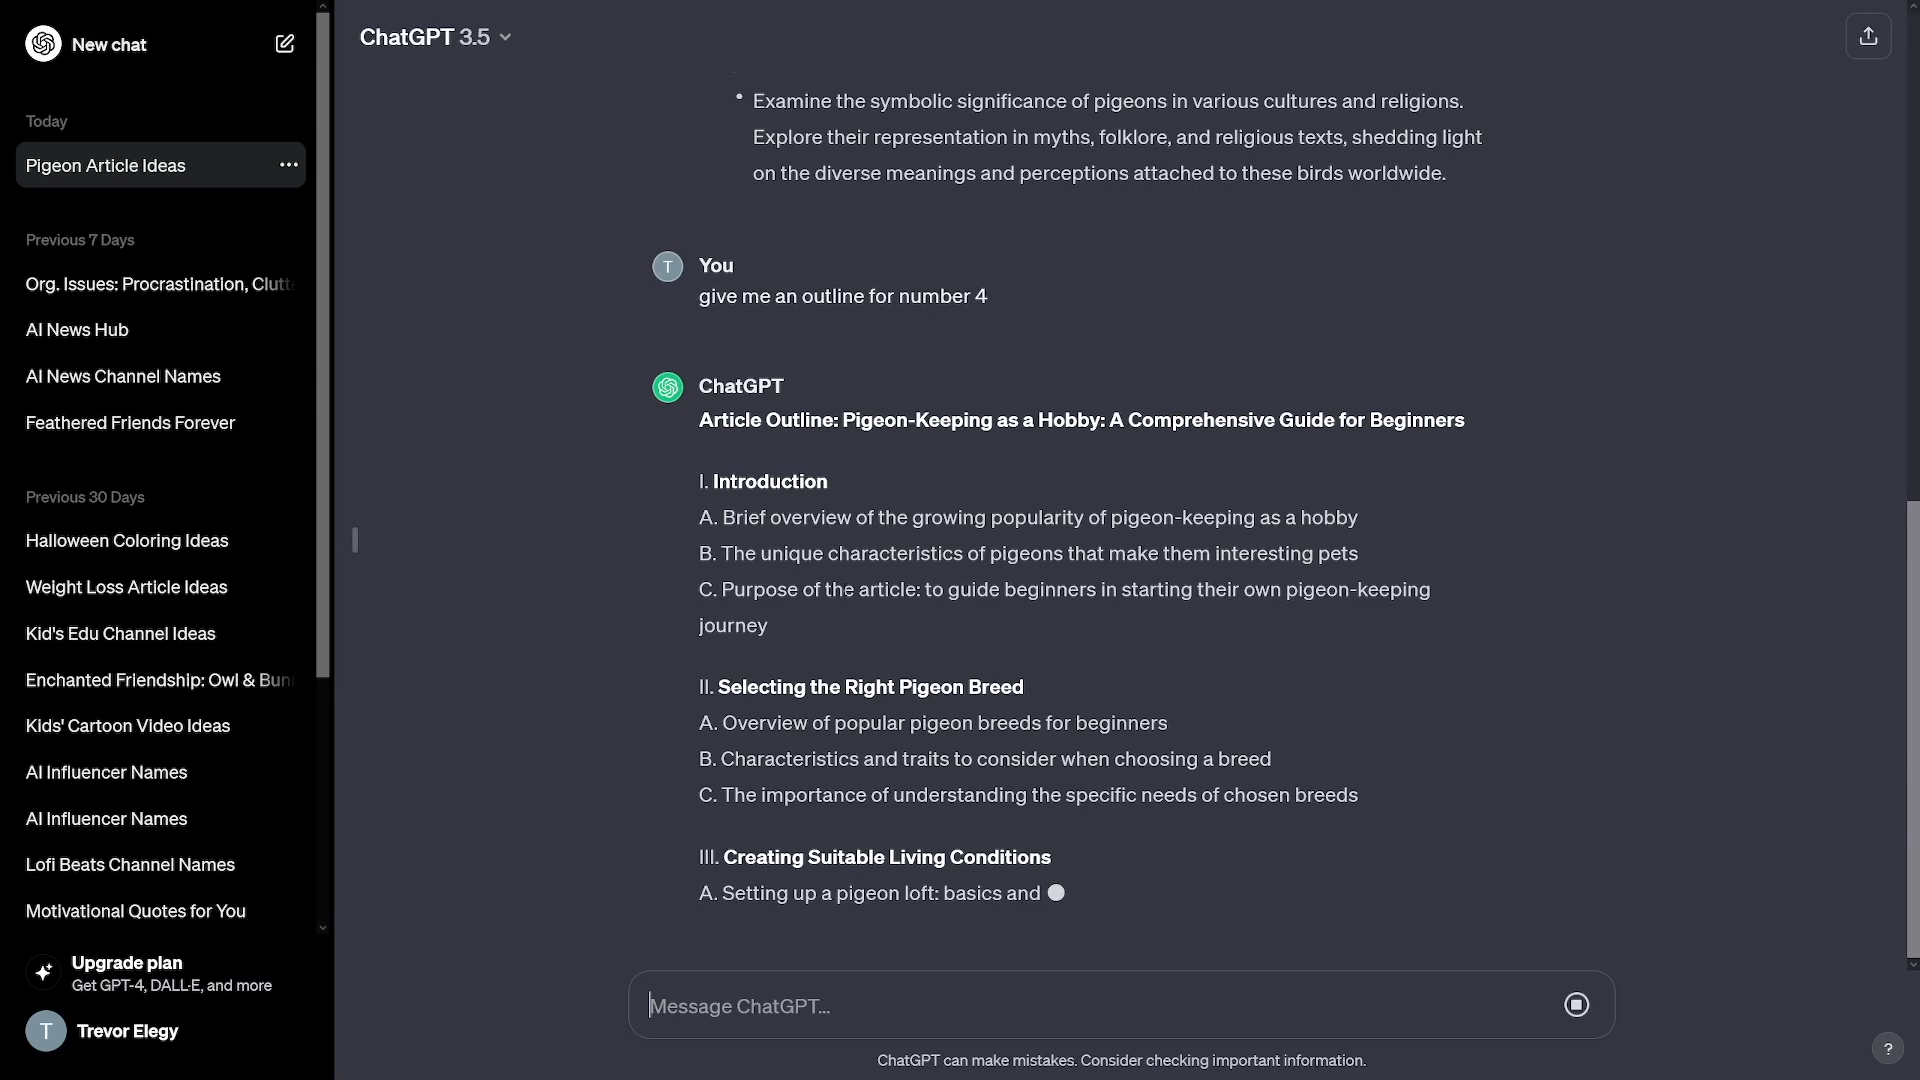 New chat
Today
Pigeon Article Ideas
Previous 7 Days
Org. Issues: Procrastination, Clutt
AI News Hub
AI News Channel Names
Feathered Friends Forever
Previous 30 Days
Halloween Coloring Ideas
Weight Loss Article Ideas
Kid's Edu Channel Ideas
Enchanted Friendship: Owl & Bun
Kids' Cartoon Video Ideas
AI Influencer Names
AI Influencer Names
Lofi Beats Channel Names
Motivational Quotes for You
Upgrade plan
Get GPT-4, DALL·E, and more
T
Trevor Elegy
ChatGPT 3.5
• Examine the symbolic significance of pigeons in various cultures and religions.
Explore their representation in myths, folklore, and religious texts, shedding light
on the diverse meanings and perceptions attached to these birds worldwide.
T
You
give me an outline for number 4
ChatGPT
Article Outline: Pigeon-Keeping as a Hobby: A Comprehensive Guide for Beginners
I. Introduction
A. Brief overview of the growing popularity of pigeon-keeping as a hobby
B. The unique characteristics of pigeons that make them interesting pets
C. Purpose of the article: to guide beginners in starting their own pigeon-keeping
journey
II. Selecting the Right Pigeon Breed
A. Overview of popular pigeon breeds for beginners
B. Characteristics and traits to consider when choosing a breed
C. The importance of understanding the specific needs of chosen breeds
III. Creating Suitable Living Conditions
A. Setting up a pigeon loft: basics and
Message ChatGPT...
ChatGPT can make mistakes. Consider checking important information.
?